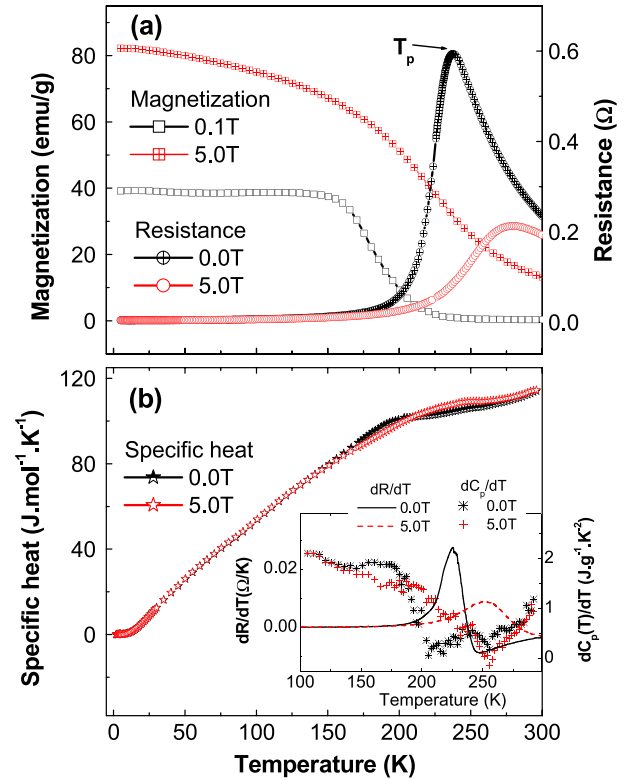 (a)
T_p
Magnetization
0.1T
5.0T
Resistance
0.0T
5.0T
Magnetization (emu/g)
80
60
40
20
0
Resistance (Ω)
0.6
0.4
0.2
0.0
(b)
Specific heat
0.0T
5.0T
Specific heat (J.mol⁻¹.K⁻¹)
120
80
40
0
dR/dT
0.0T
5.0T
dC_p/dT
0.0T
5.0T
dR/dT(Ω/K)
0.02
0.00
dC_p(T)/dT (J.g⁻¹.K⁻²)
2
1
0
100 150 200 250
Temperature (K)
0 50 100 150 200 250 300
Temperature (K)